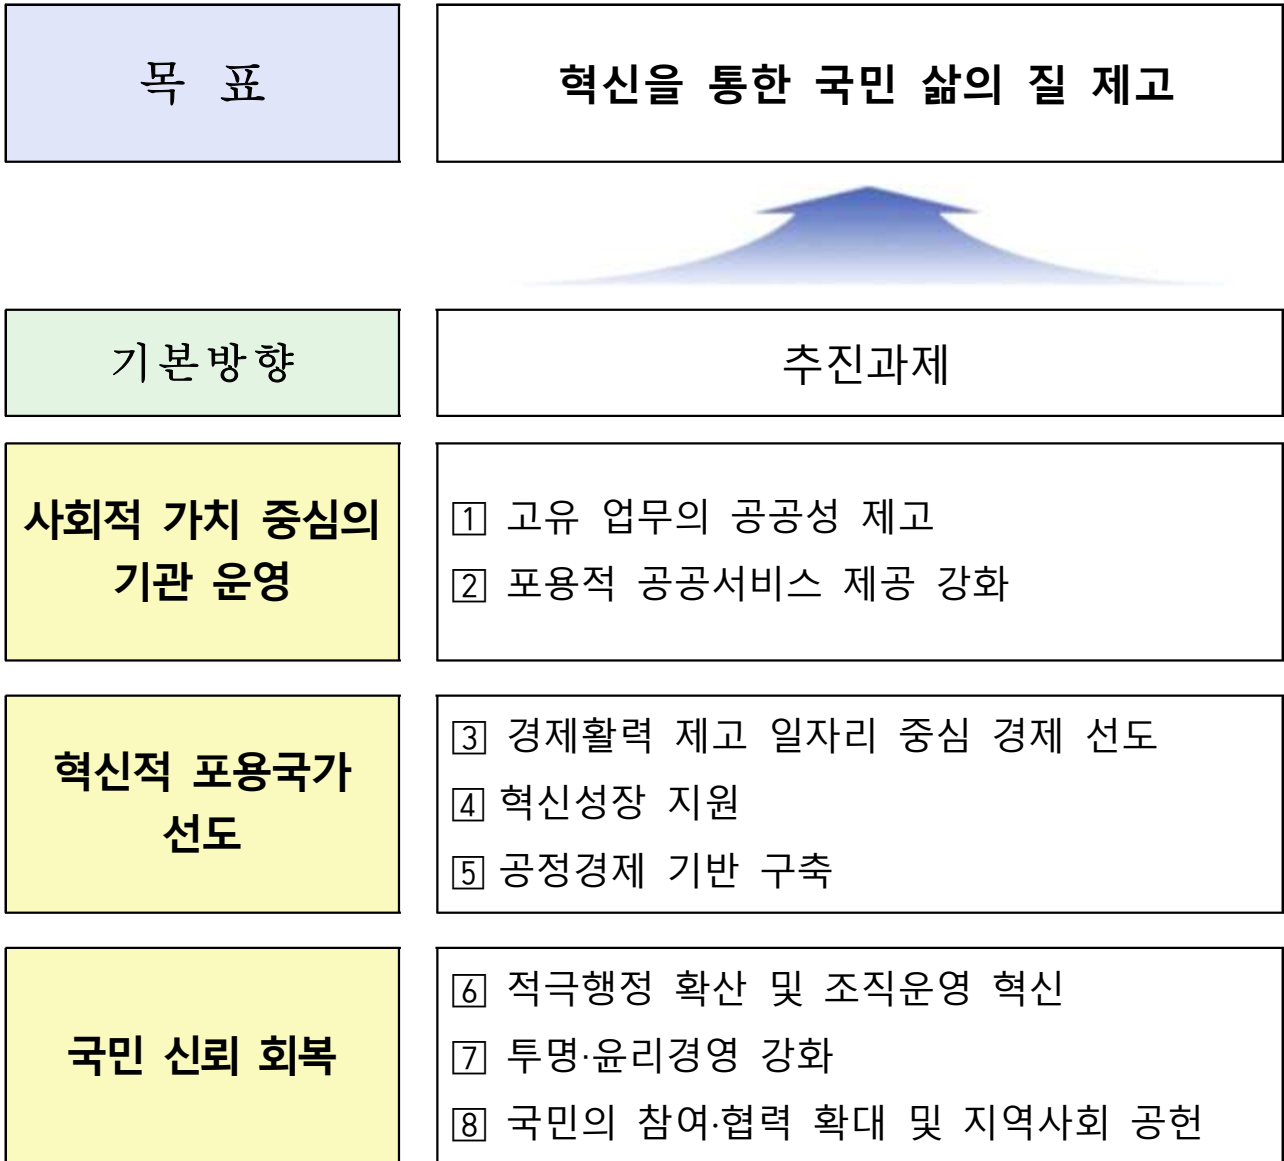 목 표
혁신을 통한 국민 삶의 질 제고
기본방향
추진과제
사회적 가치 중심의
기관 운영
1 고유 업무의 공공성 제고
2 포용적 공공서비스 제공 강화
혁신적 포용국가
선도
3 경제활력 제고 일자리 중심 경제 선도
4 혁신성장 지원
5 공정경제 기반 구축
국민 신뢰 회복
6 적극행정 확산 및 조직운영 혁신
7 투명·윤리경영 강화
8 국민의 참여·협력 확대 및 지역사회 공헌